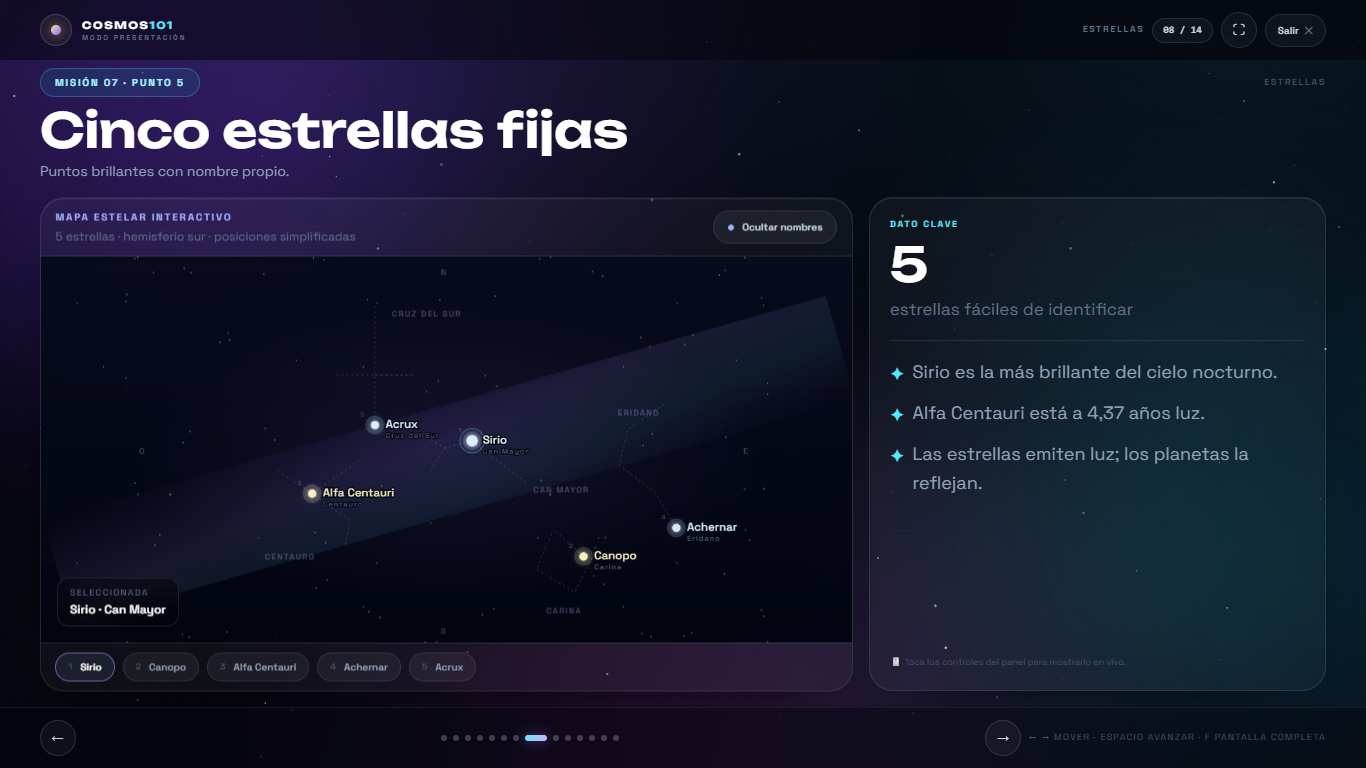 COSMOS101
MODO PRESENTACIÓN
ESTRELLAS
08 / 14
Salir
MISIÓN 07 · PUNTO 5
ESTRELLAS
Cinco estrellas fijas
Puntos brillantes con nombre propio.
MAPA ESTELAR INTERACTIVO
5 estrellas · hemisferio sur · posiciones simplificadas
Ocultar nombres
N
CRUZ DEL SUR
ERIDANO
5
Acrux
Cruz del Sur
Sirio
Can Mayor
O
E
CAN MAYOR
3
Alfa Centauri
Centauro
4
Achernar
Eridano
CENTAURO
2
Canopo
Carina
CARINA
S
SELECCIONADA
Sirio · Can Mayor
1 Sirio
2 Canopo
3 Alfa Centauri
4 Achernar
5 Acrux
DATO CLAVE
5
estrellas fáciles de identificar
Sirio es la más brillante del cielo nocturno.
Alfa Centauri está a 4,37 años luz.
Las estrellas emiten luz; los planetas la
reflejan.
Toca los controles del panel para mostrarlo en vivo.
← → MOVER · ESPACIO AVANZAR · F PANTALLA COMPLETA